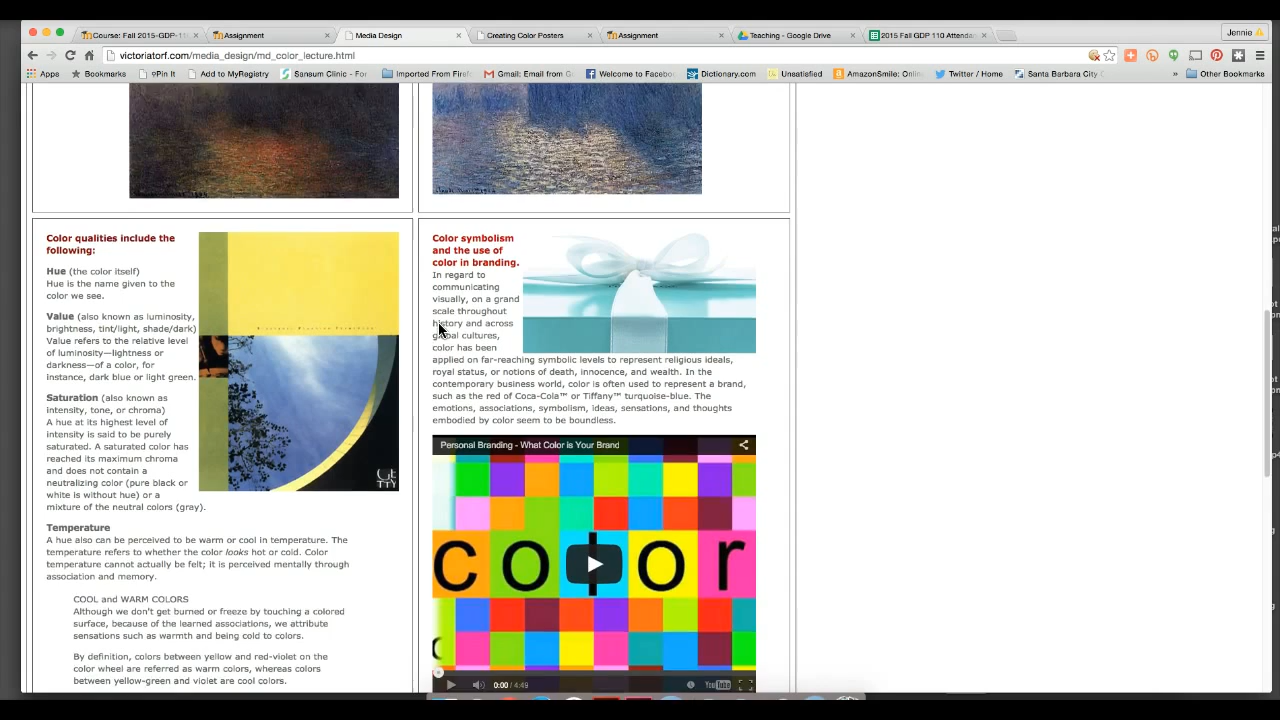 Course: Fall 2015-GDP-11
Assignment
Media Design
Creating Color Posters
Assignment
Teaching - Google Drive
2015 Fall GDP 110 Attendan
Jennie
victoriatorf.com/media_design/md_color_lecture.html
Apps
Bookmarks
Pin It
Add to MyRegistry
Sansum Clinic - For
Imported From Firef
Gmail: Email from G
Welcome to Facebo
Dictionary.com
Unseatisfied
AmazonSmile: Onlin
Twitter / Home
Santa Barbara City C
»
Other Bookmarks
Color qualities include the
following:
Hue (the color itself)
Hue is the name given to the
color we see.
Value (also known as luminosity,
brightness, tint/light, shade/dark)
Value refers to the relative level
of luminosity—lightness or
darkness—of a color, for
instance, dark blue or light green.
Saturation (also known as
intensity, tone, or chroma)
A hue at its highest level of
intensity is said to be purely
saturated. A saturated color has
reached its maximum chroma
and does not contain a
neutralizing color (pure black or
white is without hue) or a
mixture of the neutral colors (gray).
Temperature
A hue also can be perceived to be warm or cool in temperature. The
temperature refers to whether the color looks hot or cold. Color
temperature cannot actually be felt; it is perceived mentally through
association and memory.
COOL and WARM COLORS
Although we don't get burned or freeze by touching a colored
surface, because of the learned associations, we attribute
sensations such as warmth and being cold to colors.
By definition, colors between yellow and red-violet on the
color wheel are referred as warm colors, whereas colors
between yellow-green and violet are cool colors.
Color symbolism
and the use of
color in branding.
In regard to
communicating
visually, on a grand
scale throughout
history and across
global cultures,
color has been
applied on far-reaching symbolic levels to represent religious ideals,
royal status, or notions of death, innocence, and wealth. In the
contemporary business world, color is often used to represent a brand,
such as the red of Coca-Cola™ or Tiffany™ turquoise-blue. The
emotions, associations, symbolism, ideas, sensations, and thoughts
embodied by color seem to be boundless.
Personal Branding - What Color is Your Brand
color
0:00 / 4:49
YouTube